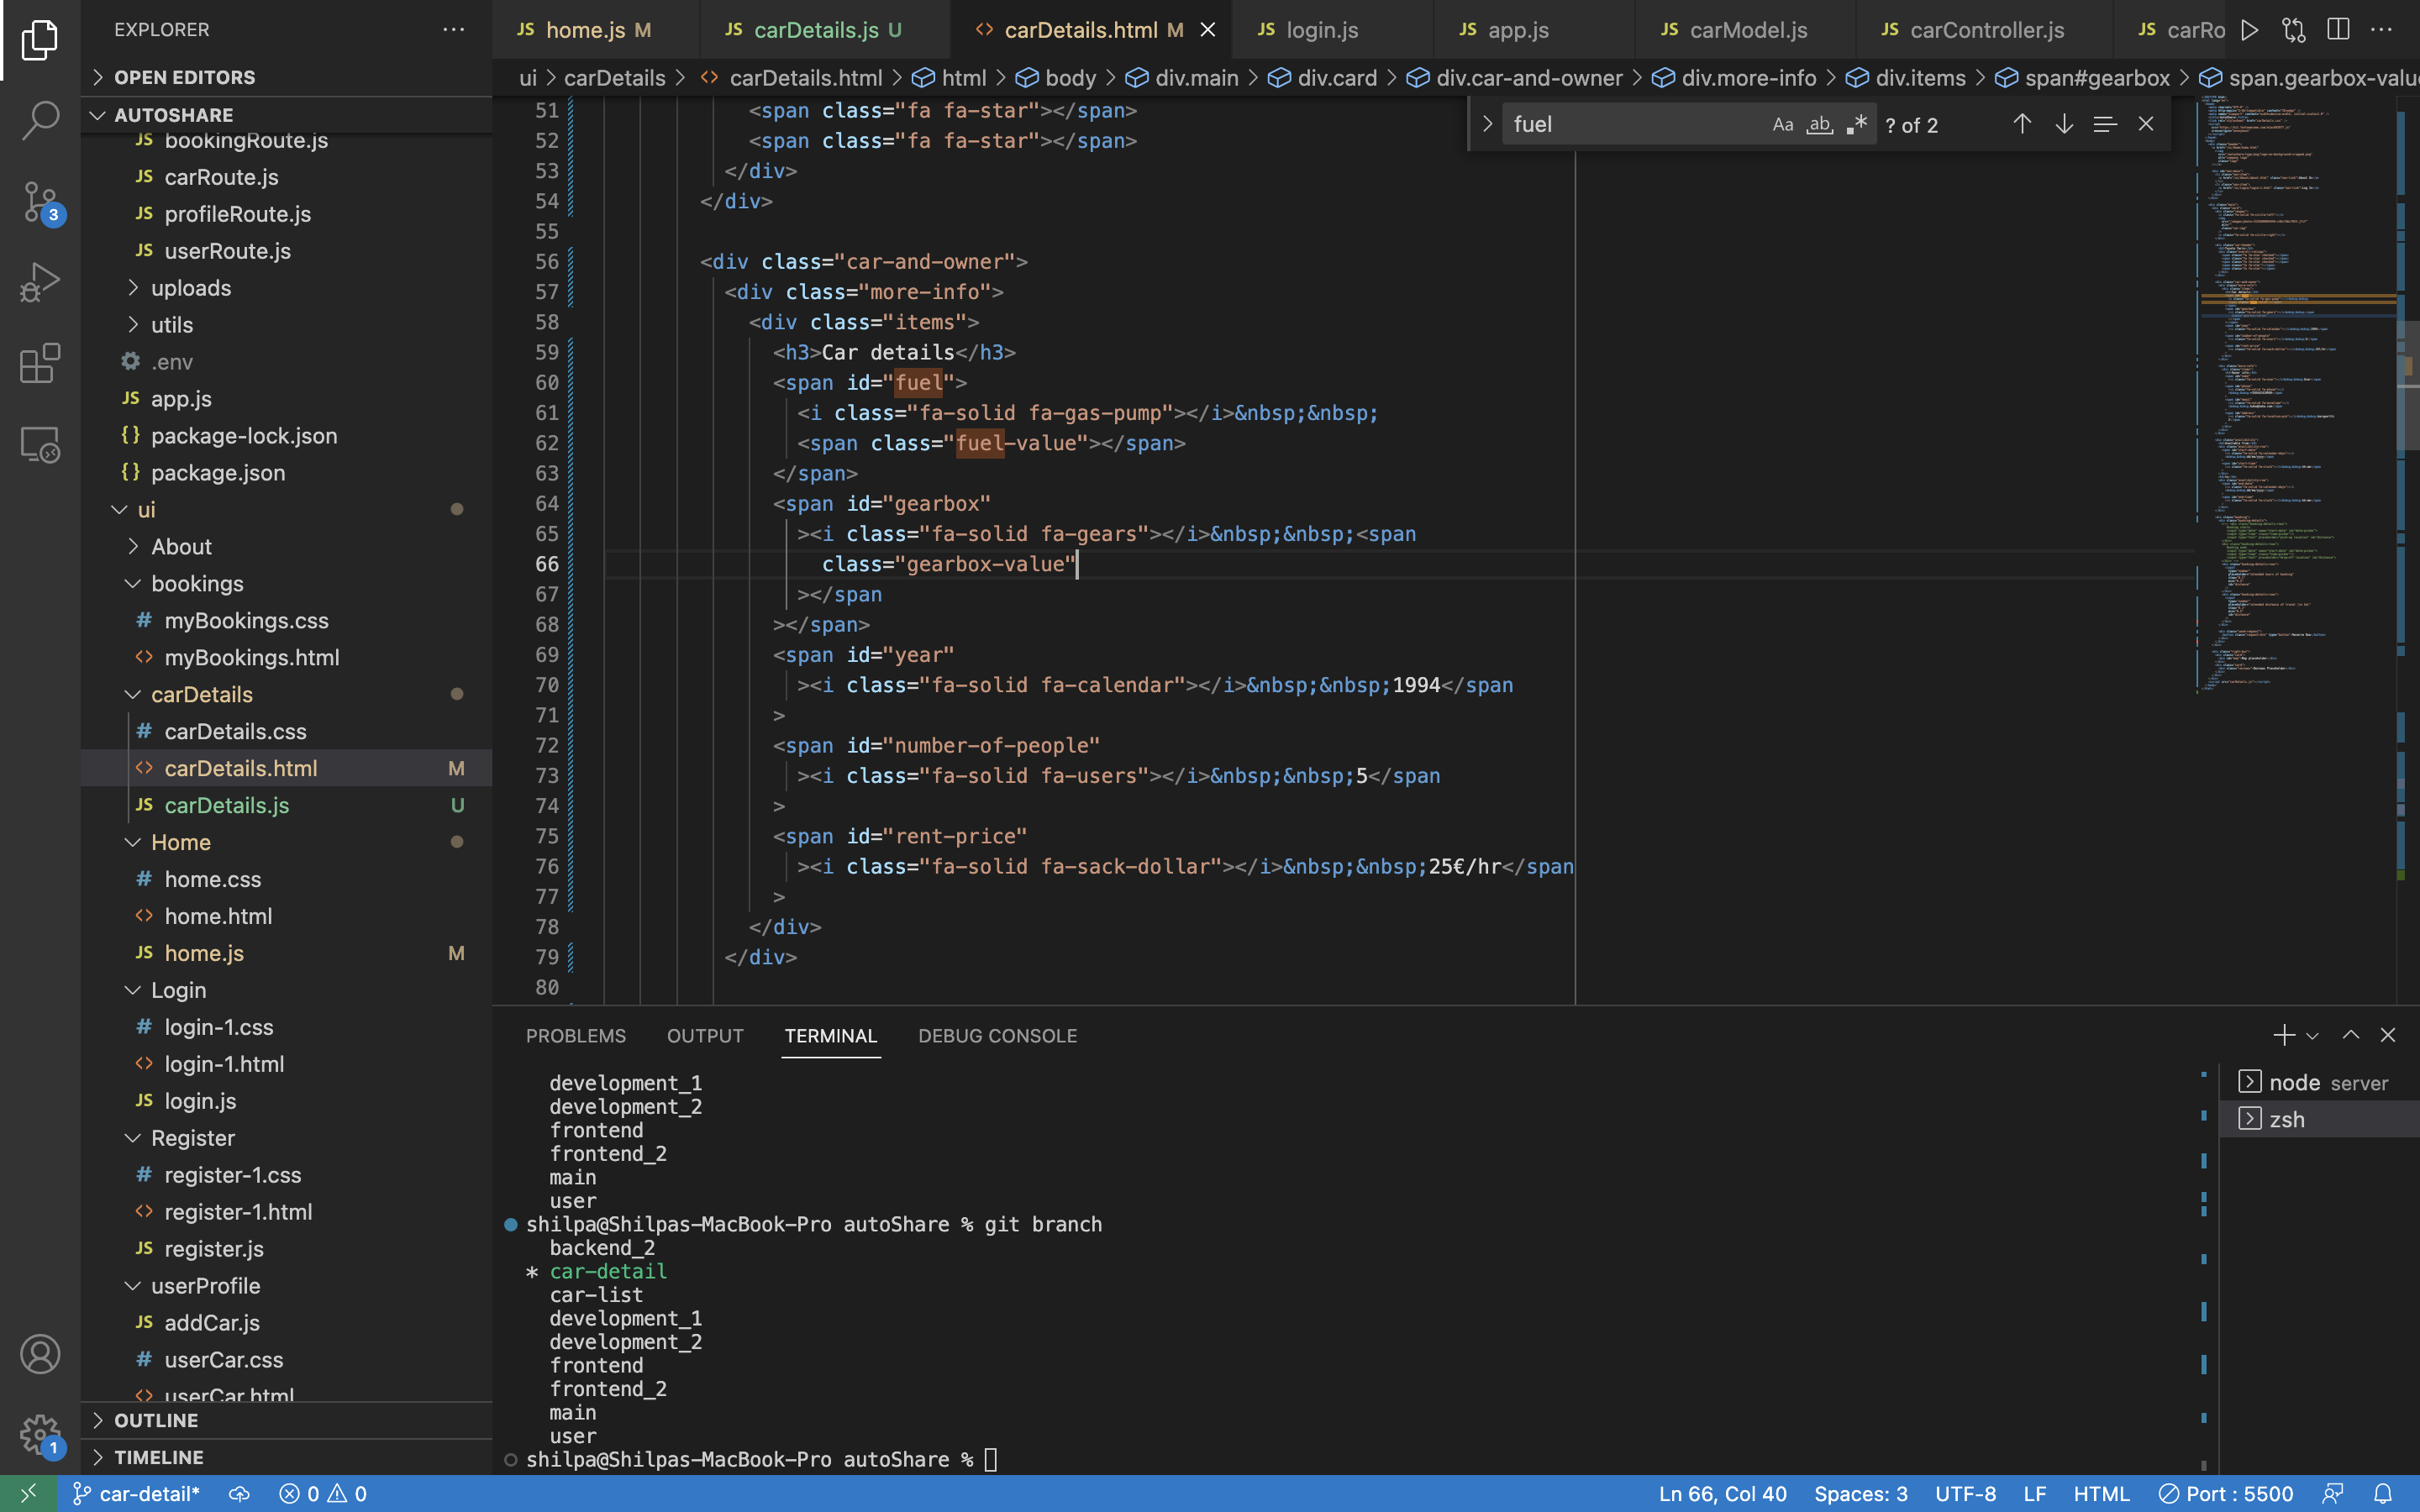 EXPLORER
···
OPEN EDITORS
AUTOSHARE
JS bookingRoute.js
JS carRoute.js
JS profileRoute.js
JS userRoute.js
uploads
utils
.env
JS app.js
{} package-lock.json
{} package.json
ui
About
bookings
# myBookings.css
<> myBookings.html
carDetails
# carDetails.css
<> carDetails.html M
JS carDetails.js U
Home
# home.css
<> home.html
JS home.js M
Login
# login-1.css
<> login-1.html
JS login.js
Register
# register-1.css
<> register-1.html
JS register.js
userProfile
JS addCar.js
# userCar.css
<> userCar.html
OUTLINE
TIMELINE
3
1
JS home.js M
JS carDetails.js U
<> carDetails.html M
JS login.js
JS app.js
JS carModel.js
JS carController.js
JS carRo
ui > carDetails > <> carDetails.html > html > body > div.main > div.card > div.car-and-owner > div.more-info > div.items > span#gearbox > span.gearbox-valu
fuel Aa ab .* ? of 2
51 <span class="fa fa-star"></span>
52 <span class="fa fa-star"></span>
53 </div>
54 </div>
55
56 <div class="car-and-owner">
57 <div class="more-info">
58 <div class="items">
59 <h3>Car details</h3>
60 <span id="fuel">
61 <i class="fa-solid fa-gas-pump"></i>&nbsp;&nbsp;
62 <span class="fuel-value"></span>
63 </span>
64 <span id="gearbox"
65 ><i class="fa-solid fa-gears"></i>&nbsp;&nbsp;<span
66 class="gearbox-value"
67 ></span
68 ></span>
69 <span id="year"
70 ><i class="fa-solid fa-calendar"></i>&nbsp;&nbsp;1994</span
71 >
72 <span id="number-of-people"
73 ><i class="fa-solid fa-users"></i>&nbsp;&nbsp;5</span
74 >
75 <span id="rent-price"
76 ><i class="fa-solid fa-sack-dollar"></i>&nbsp;&nbsp;25€/hr</span
77 >
78 </div>
79 </div>
80
PROBLEMS OUTPUT TERMINAL DEBUG CONSOLE
development_1
development_2
frontend
frontend_2
main
user
shilpa@Shilpas-MacBook-Pro autoShare % git branch
backend_2
* car-detail
car-list
development_1
development_2
frontend
frontend_2
main
user
shilpa@Shilpas-MacBook-Pro autoShare %
node server
zsh
car-detail* 0 0
Ln 66, Col 40 Spaces: 3 UTF-8 LF HTML Port : 5500